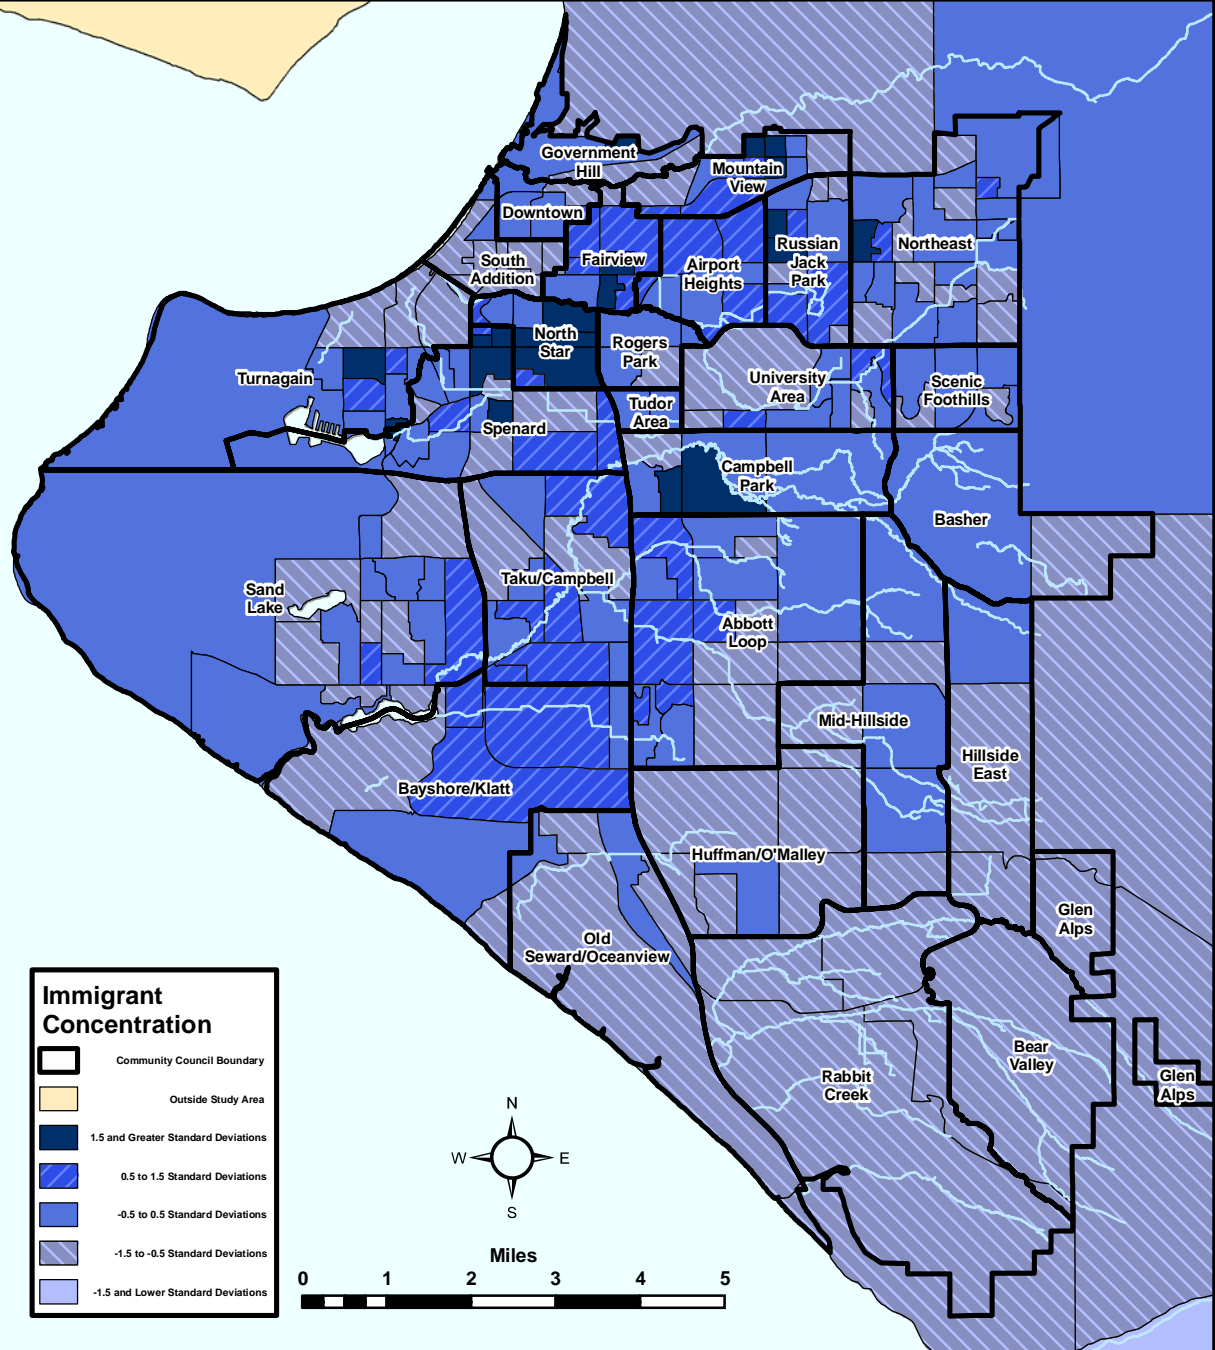 Government
Hill
Mountain
View
Downtown
Russian
Jack
Park
Northeast
South
Addition
Fairview
Airport
Heights
North
Star
Rogers
Park
Turnagain
University
Area
Scenic
Foothills
Tudor
Area
Spenard
Campbell
Park
Basher
Taku/Campbell
Sand
Lake
Abbott
Loop
Mid-Hillside
Hillside
East
Bayshore/Klatt
Huffman/O'Malley
Glen
Alps
Old
Seward/Oceanview
Bear
Valley
Rabbit
Creek
Glen
Alps
Immigrant
Concentration
Community Council Boundary
Outside Study Area
1.5 and Greater Standard Deviations
0.5 to 1.5 Standard Deviations
-0.5 to 0.5 Standard Deviations
-1.5 to -0.5 Standard Deviations
-1.5 and Lower Standard Deviations
N
W E
S
Miles
0 1 2 3 4 5